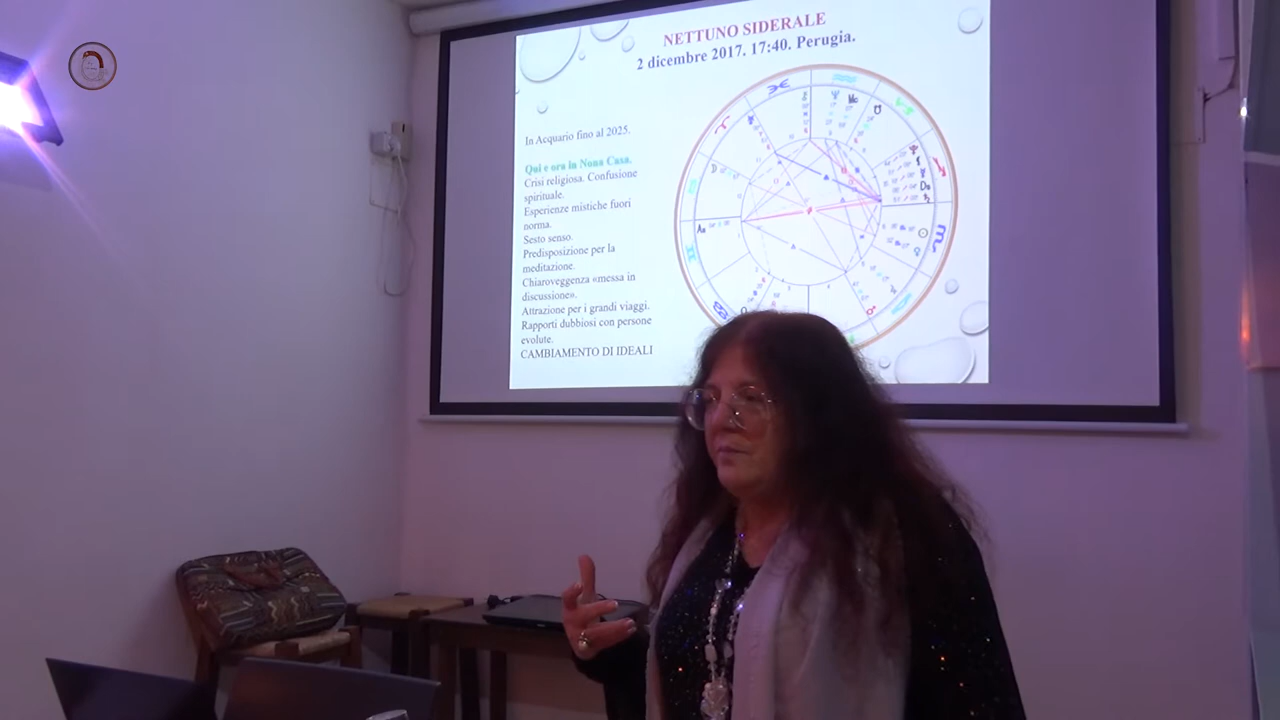 NETTUNO SIDERALE
2 dicembre 2017. 17:40. Perugia.
In Acquario fino al 2025.
Qui e ora in Nona Casa.
Crisi religiosa. Confusione
spirituale.
Esperienze mistiche fuori
norma.
Sesto senso.
Predisposizione per la
meditazione.
Chiaroveggenza «messa in
discussione».
Attrazione per i grandi viaggi.
Rapporti dubbiosi con persone
evolute.
CAMBIAMENTO DI IDEALI